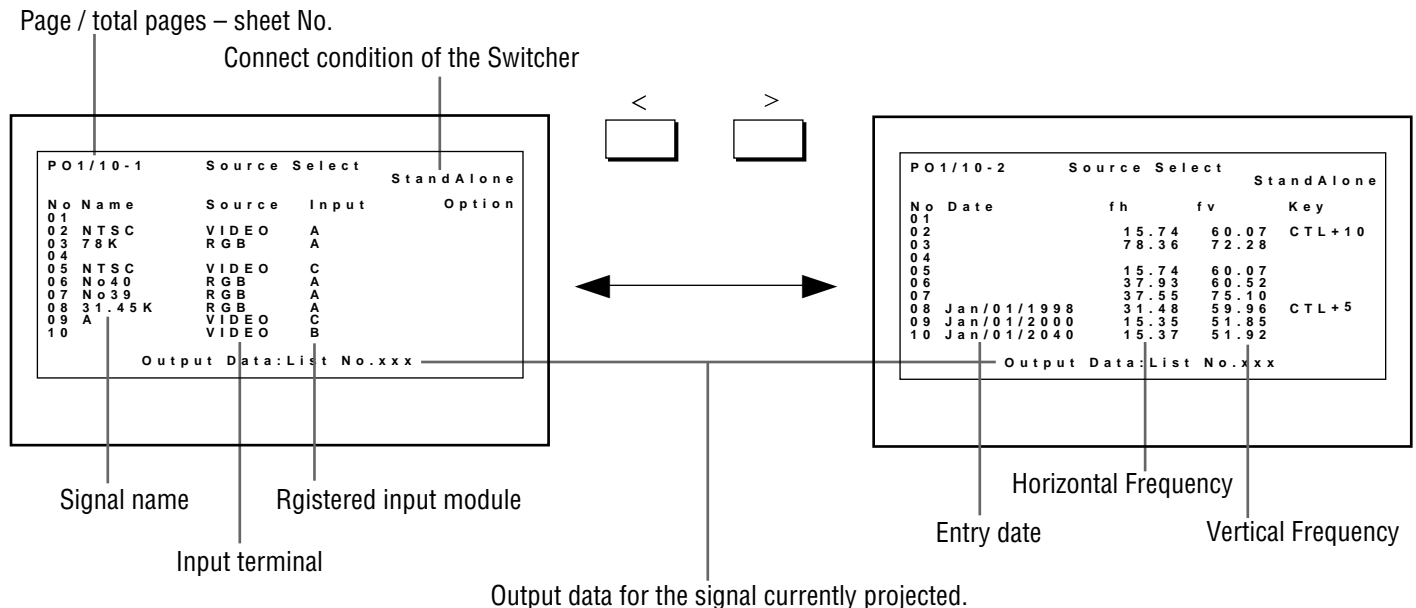 Page / total pages – sheet No.
Connect condition of the Switcher
< >
PO1/10-1 Source Select
StandAlone
No Name Source Input Option
01
02 NTSC VIDEO A
03 78K RGB A
04
05 NTSC VIDEO C
06 No40 RGB A
07 No39 RGB A
08 31.45K RGB A
09 A VIDEO C
10 VIDEO B
Output Data:List No.xxx
PO1/10-2 Source Select
StandAlone
No Date fh fv Key
01
02 15.74 60.07 CTL+10
03 78.36 72.28
04
05 15.74 60.07
06 37.93 60.52
07 37.55 75.10
08 Jan/01/1998 31.48 59.96 CTL+5
09 Jan/01/2000 15.35 51.85
10 Jan/01/2040 15.37 51.92
Output Data:List No.xxx
Signal name
Rgistered input module
Input terminal
Horizontal Frequency
Entry date
Vertical Frequency
Output data for the signal currently projected.